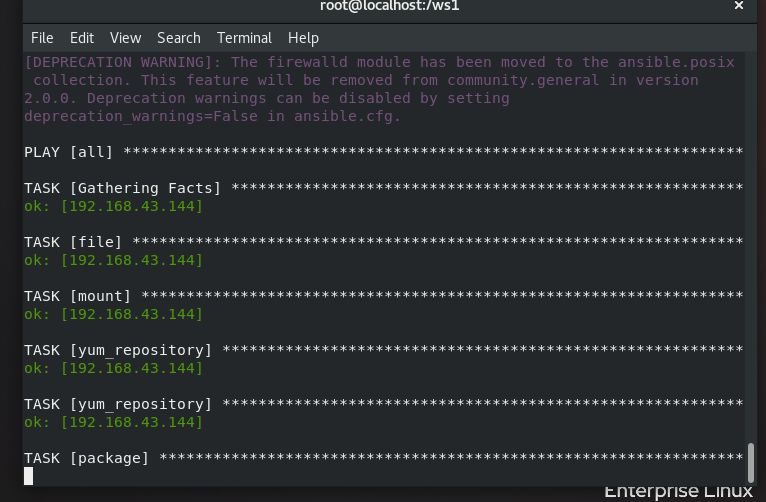 root@localhost:/ws1 ×
File Edit View Search Terminal Help
[DEPRECATION WARNING]: The firewalld module has been moved to the ansible.posix
collection. This feature will be removed from community.general in version
2.0.0. Deprecation warnings can be disabled by setting
deprecation_warnings=False in ansible.cfg.
PLAY [all] *********************************************************************
TASK [Gathering Facts] *********************************************************
ok: [192.168.43.144]
TASK [file] ********************************************************************
ok: [192.168.43.144]
TASK [mount] *******************************************************************
ok: [192.168.43.144]
TASK [yum_repository] **********************************************************
ok: [192.168.43.144]
TASK [yum_repository] **********************************************************
ok: [192.168.43.144]
TASK [package] *****************************************************************
Enterprise Linux